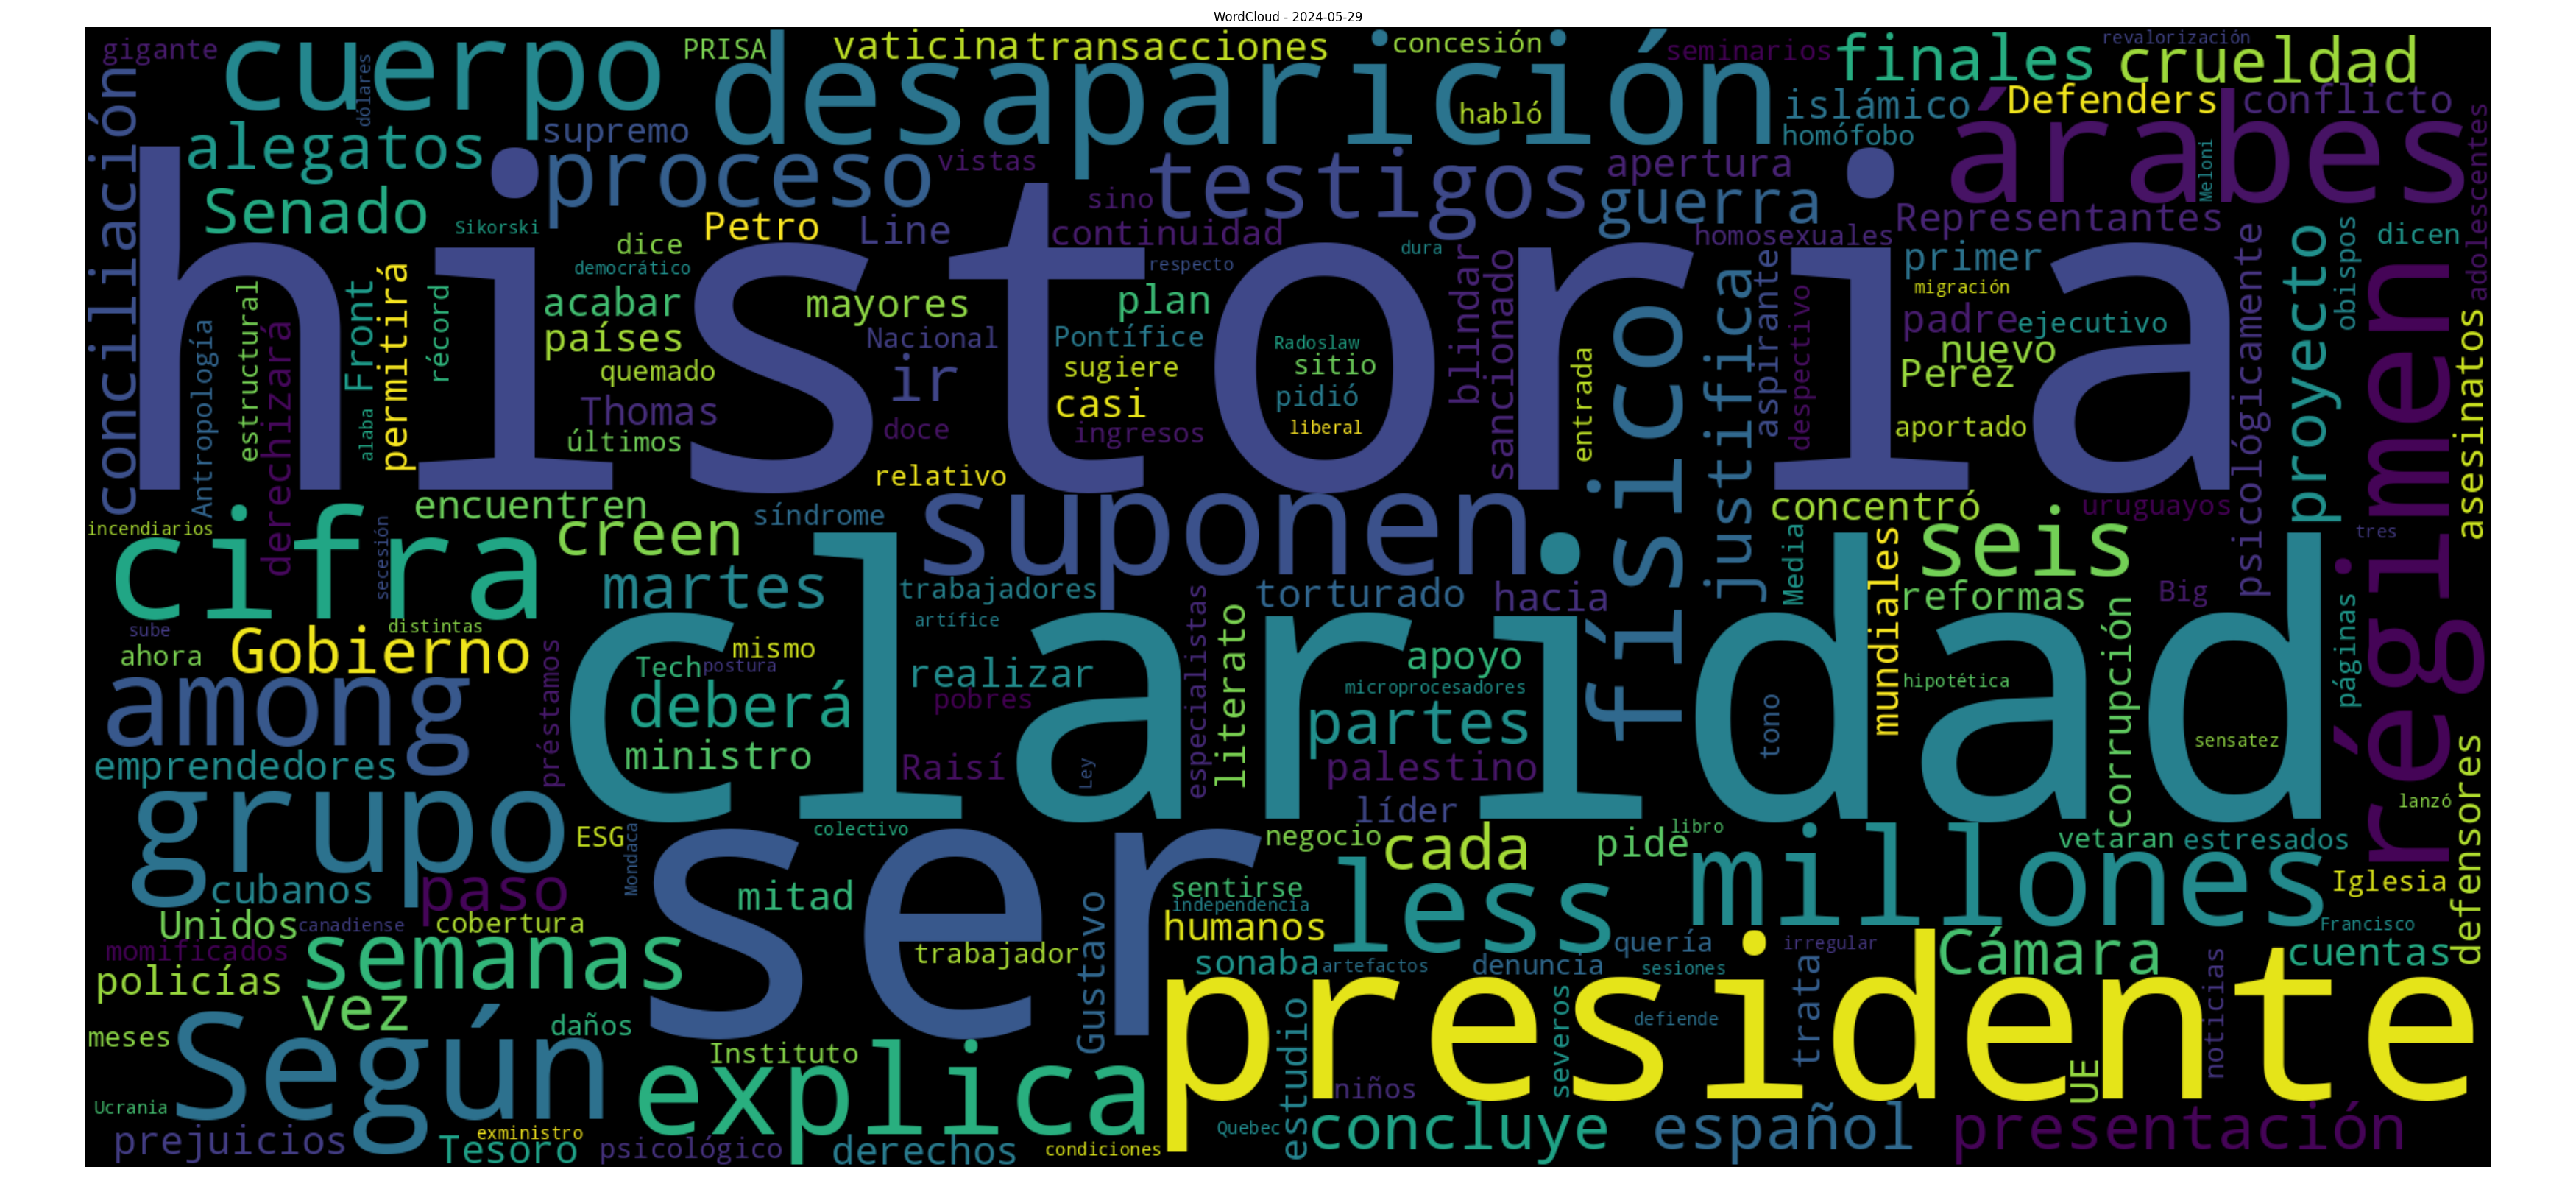 WordCloud - 2024-05-29
gigante
cuerpo
dólares
PRISA
vaticina
transacciones
concesión
seminarios
finales
revalorización
crueldad
desaparición
habló
islámico
Defenders
conflicto
homófobo
árabes
adolescentes
Meloni
conciliación
alegatos
supremo
proceso
vistas
testigos
apertura
guerra
Senado
Sikorski
sino
continuidad
Petro
Line
dice
democrático
respecto
dura
homosexuales
Representantes
dicen
obispos
historia
primer
migración
padre
ejecutivo
nuevo
Perez
aportado
psicológicamente
proyecto
régimen
asesinatos
Antropología
estructural
derechizará
Front
alaba
permitirá
récord
acabar
países
quemado
Thomas
últimos
mayores
Nacional
ir
doce
relativo
plan
Pontífice
sugiere
casi
ingresos
Radoslaw
sitio
pidió
liberal
blindar
sancionado
entrada
físico
justifica
aspirante
despectivo
encuentren
incendiarios
cifra
secesión
creen
síndrome
suponen
concentró
uruguayos
tres
seis
Media
mundiales
reformas
Big
martes
trabajadores
artífice
torturado
hacia
especialistas
literato
sube
distintas
ahora
Gobierno
among
préstamos
mismo
Tech
postura
realizar
pobres
deberá
ministro
Raisí
Ley
claridad
apoyo
microprocesadores
partes
palestino
líder
tono
hipotética
corrupción
sensatez
páginas
defensores
lanzó
emprendedores
grupo
ESG
Mondaca
colectivo
negocio
cada
pide
libro
vetaran
estresados
cubanos
paso
mitad
ser
sentirse
independencia
less
millones
Iglesia
Francisco
Unidos
canadiense
cobertura
momificados
semanas
trabajador
Gustavo
humanos
sonaba
artefactos
denuncia
quería
sesiones
irregular
Cámara
cuentas
policías
vez
presidente
defiende
trata
noticias
meses
Según
daños
Instituto
explica
estudio
severos
niños
UE
Ucrania
prejuicios
exministro
Tesoro
psicológico
derechos
condiciones
Quebec
concluye
español
presentación